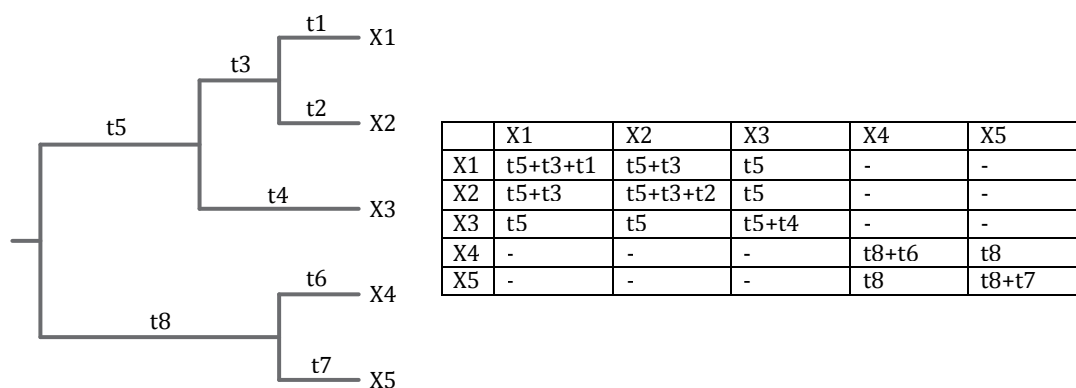 t1
X1
t3
t2
X2
t5
t4
X3
t6
X4
t8
t7
X5
X1 X2 X3 X4 X5
X1 t5+t3+t1 t5+t3 t5 - -
X2 t5+t3 t5+t3+t2 t5 - -
X3 t5 t5 t5+t4 - -
X4 - - - t8+t6 t8
X5 - - - t8 t8+t7